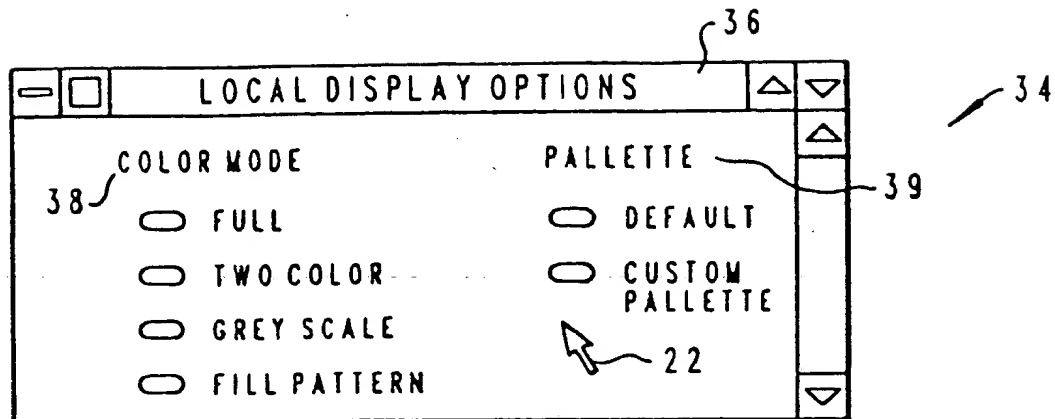 36
LOCAL DISPLAY OPTIONS
34
COLOR MODE
PALLETTE
38
39
FULL
DEFAULT
TWO COLOR
CUSTOM
PALLETTE
GREY SCALE
22
FILL PATTERN